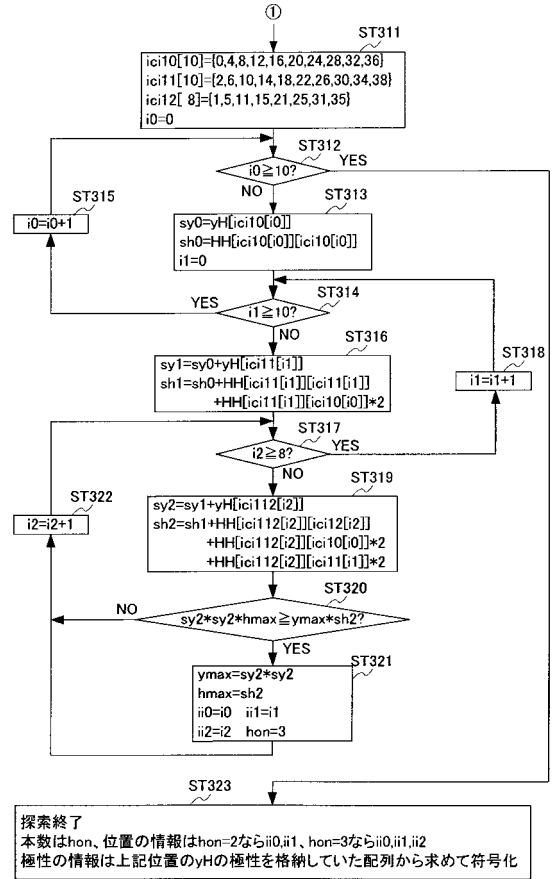 ①
ST311
ici10[10]={0,4,8,12,16,20,24,28,32,36}
ici11[10]={2,6,10,14,18,22,26,30,34,38}
ici12[ 8]={1,5,11,15,21,25,31,35}
i0=0
ST312
i0≧10?
YES
NO
ST315
i0=i0+1
ST313
sy0=yH[ici10[i0]]
sh0=HH[ici10[i0]][ici10[i0]]
i1=0
ST314
i1≧10?
YES
NO
ST316
sy1=sy0+yH[ici11[i1]]
sh1=sh0+HH[ici11[i1]][ici11[i1]]
+HH[ici11[i1]][ici10[i0]]*2
ST318
i1=i1+1
ST317
i2≧8?
YES
NO
ST322
i2=i2+1
ST319
sy2=sy1+yH[ici112[i2]]
sh2=sh1+HH[ici112[i2]][ici12[i2]]
+HH[ici112[i2]][ici10[i0]]*2
+HH[ici112[i2]][ici11[i1]]*2
ST320
sy2*sy2*hmax≧ymax*sh2?
NO
YES
ST321
ymax=sy2*sy2
hmax=sh2
ii0=i0 ii1=i1
ii2=i2 hon=3
ST323
探索終了
本数はhon、位置の情報はhon=2ならii0,ii1、hon=3ならii0,ii1,ii2
極性の情報は上記位置のyHの極性を格納していた配列から求めて符号化